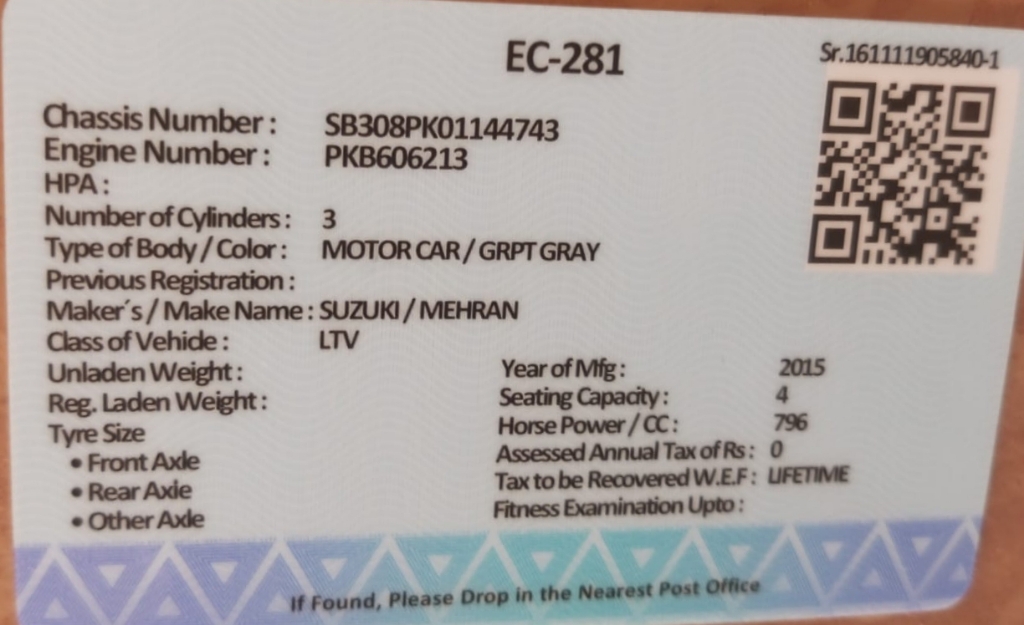 EC-281
Sr.161111905840-1
Chassis Number : SB308PK01144743
Engine Number : PKB606213
HPA :
Number of Cylinders : 3
Type of Body / Color : MOTOR CAR / GRPT GRAY
Previous Registration :
Maker´s / Make Name : SUZUKI / MEHRAN
Class of Vehicle : LTV
Unladen Weight :
Reg. Laden Weight :
Tyre Size
• Front Axle
• Rear Axle
• Other Axle
Year of Mfg : 2015
Seating Capacity : 4
Horse Power / CC : 796
Assessed Annual Tax of Rs : 0
Tax to be Recovered W.E.F : LIFETIME
Fitness Examination Upto :
If Found, Please Drop in the Nearest Post Office